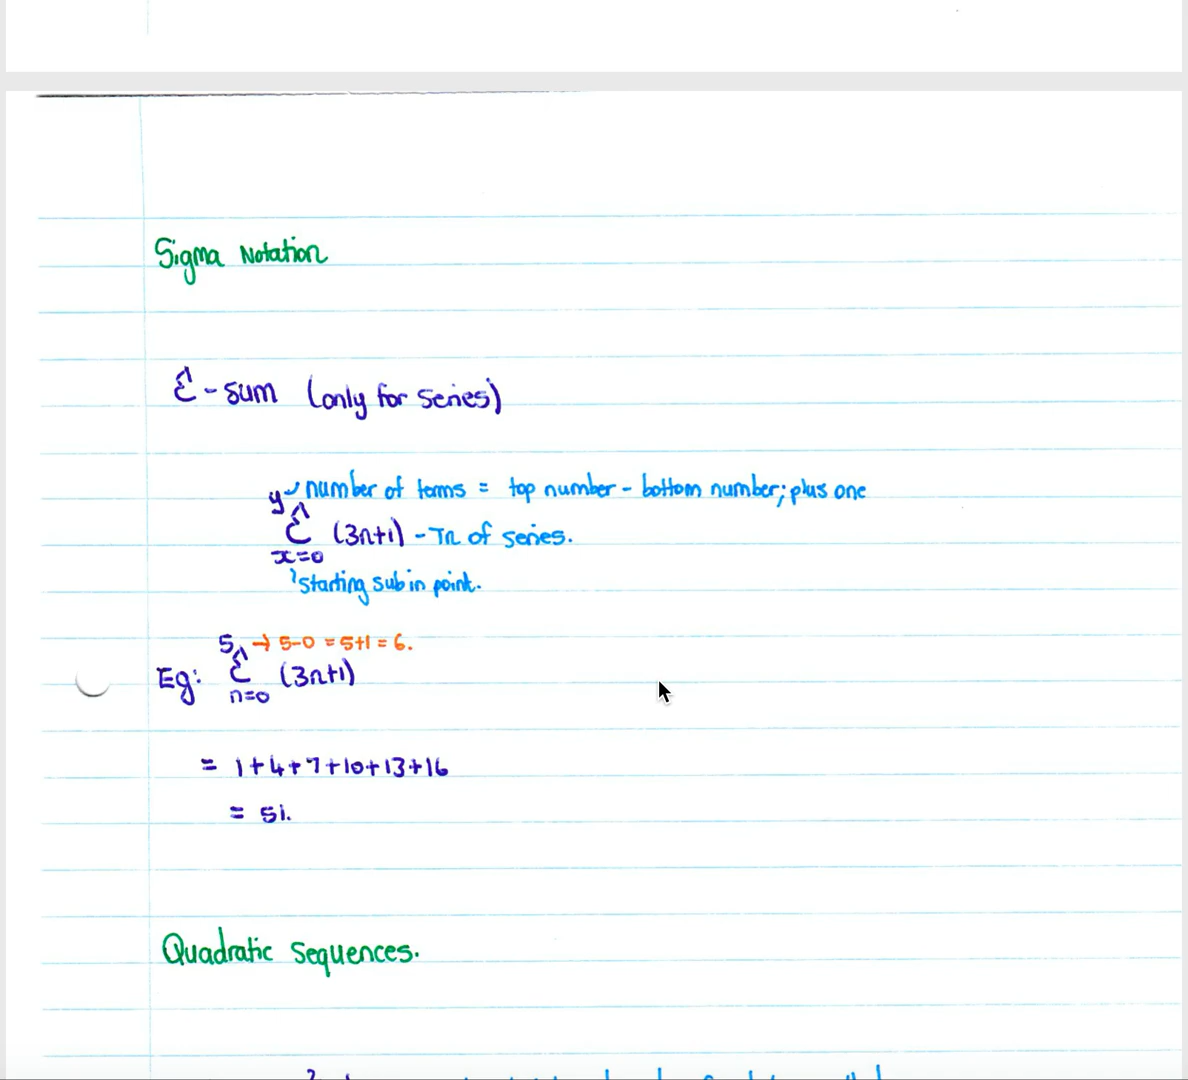 Sigma Notation
Σ - sum (only for series)
y number of terms = top number - bottom number; plus one
Σ (3n+1) - Tn of series.
x=0
starting sub in point.
5 → 5-0 = 5+1 = 6.
Eg: Σ (3n+1)
n=0
= 1+4+7+10+13+16
= 51.
Quadratic Sequences.